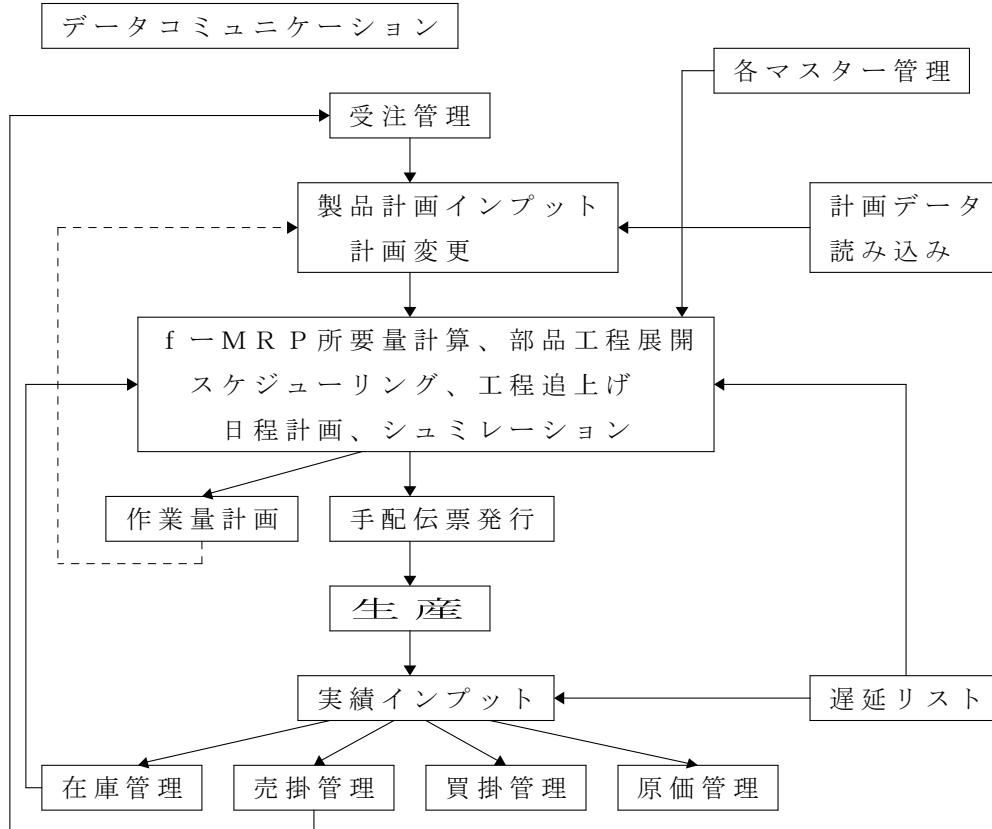 データコミュニケーション
各マスター管理
受注管理
製品計画インプット
計画変更
計画データ
読み込み
fーMRP所要量計算、部品工程展開
スケジューリング、工程追上げ
日程計画、シュミレーション
作業量計画
手配伝票発行
生産
実績インプット
遅延リスト
在庫管理
売掛管理
買掛管理
原価管理